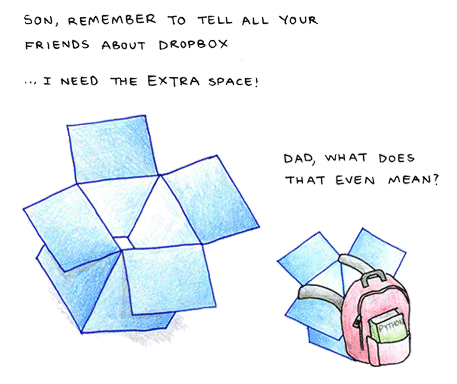 SON, REMEMBER TO TELL ALL YOUR
FRIENDS ABOUT DROPBOX
... I NEED THE EXTRA SPACE!
DAD, WHAT DOES
THAT EVEN MEAN?
PYTHON